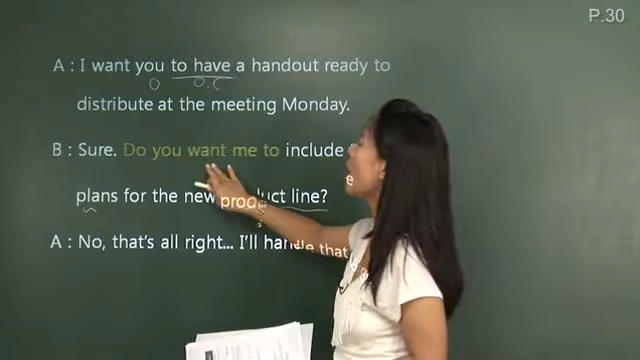 P.30
A : I want you to have a handout ready to
O O.C
distribute at the meeting Monday.
B : Sure. Do you want me to include
plans for the new product line?
A : No, that's all right... I'll handle that